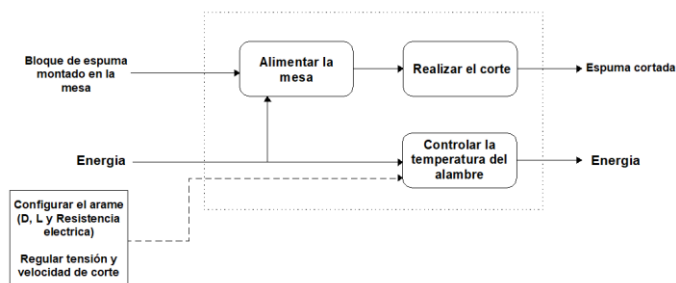 Bloque de espuma
montado en la
mesa
Alimentar la
mesa
Realizar el corte
Espuma cortada
Energia
Controlar la
temperatura del
alambre
Energia
Configurar el arame
(D, L y Resistencia
electrica)
Regular tensión y
velocidad de corte